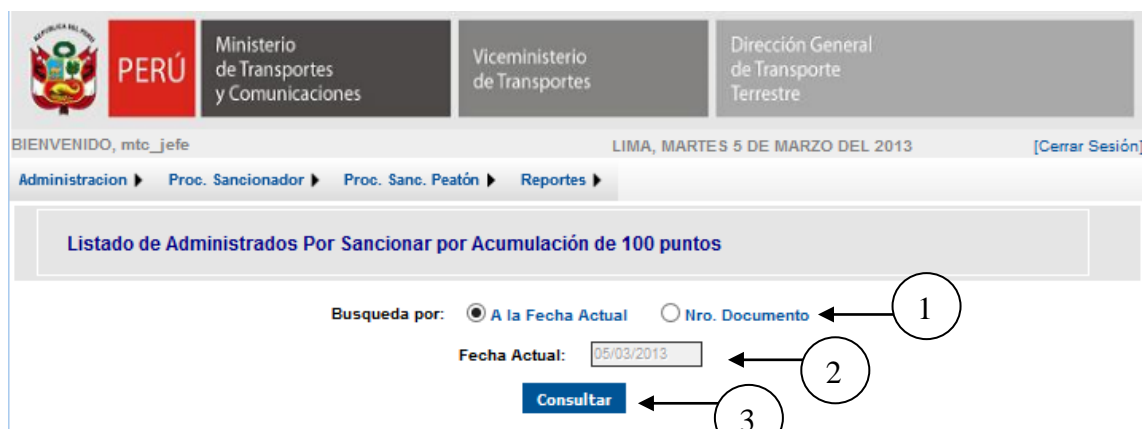 REPÚBLICA DEL PERÚ
PERÚ
Ministerio
de Transportes
y Comunicaciones
Viceministerio
de Transportes
Dirección General
de Transporte
Terrestre
BIENVENIDO, mtc_jefe LIMA, MARTES 5 DE MARZO DEL 2013 [Cerrar Sesión]
Administracion Proc. Sancionador Proc. Sanc. Peatón Reportes
Listado de Administrados Por Sancionar por Acumulación de 100 puntos
Busqueda por: A la Fecha Actual Nro. Documento 1
Fecha Actual: 05/03/2013 2
Consultar 3